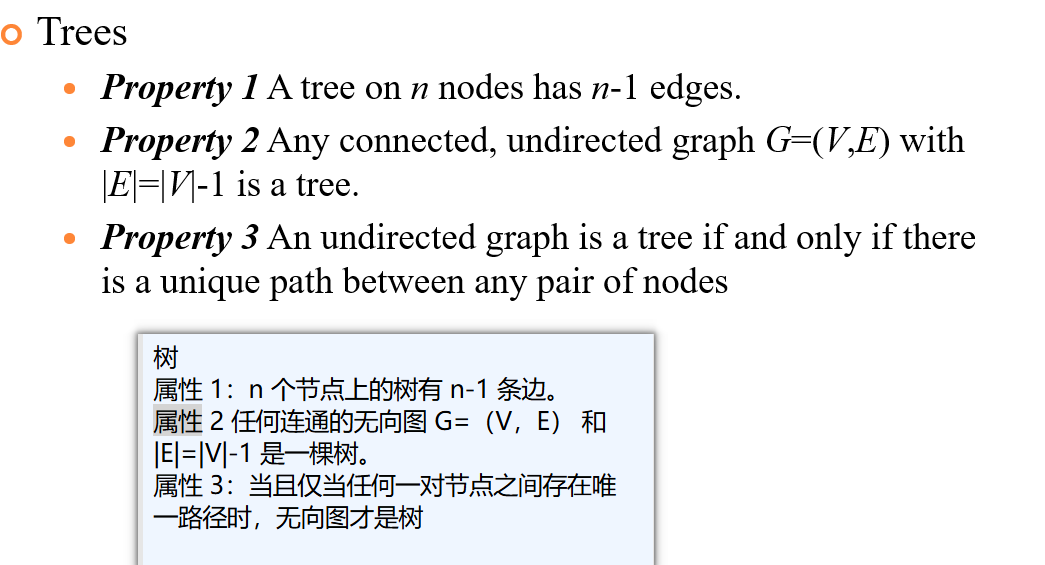 Trees
Property 1 A tree on n nodes has n-1 edges.
Property 2 Any connected, undirected graph G=(V,E) with
|E|=|V|-1 is a tree.
Property 3 An undirected graph is a tree if and only if there
is a unique path between any pair of nodes
树
属性 1：n 个节点上的树有 n-1 条边。
属性 2 任何连通的无向图 G=（V，E） 和
|E|=|V|-1 是一棵树。
属性 3：当且仅当任何一对节点之间存在唯
一路径时，无向图才是树